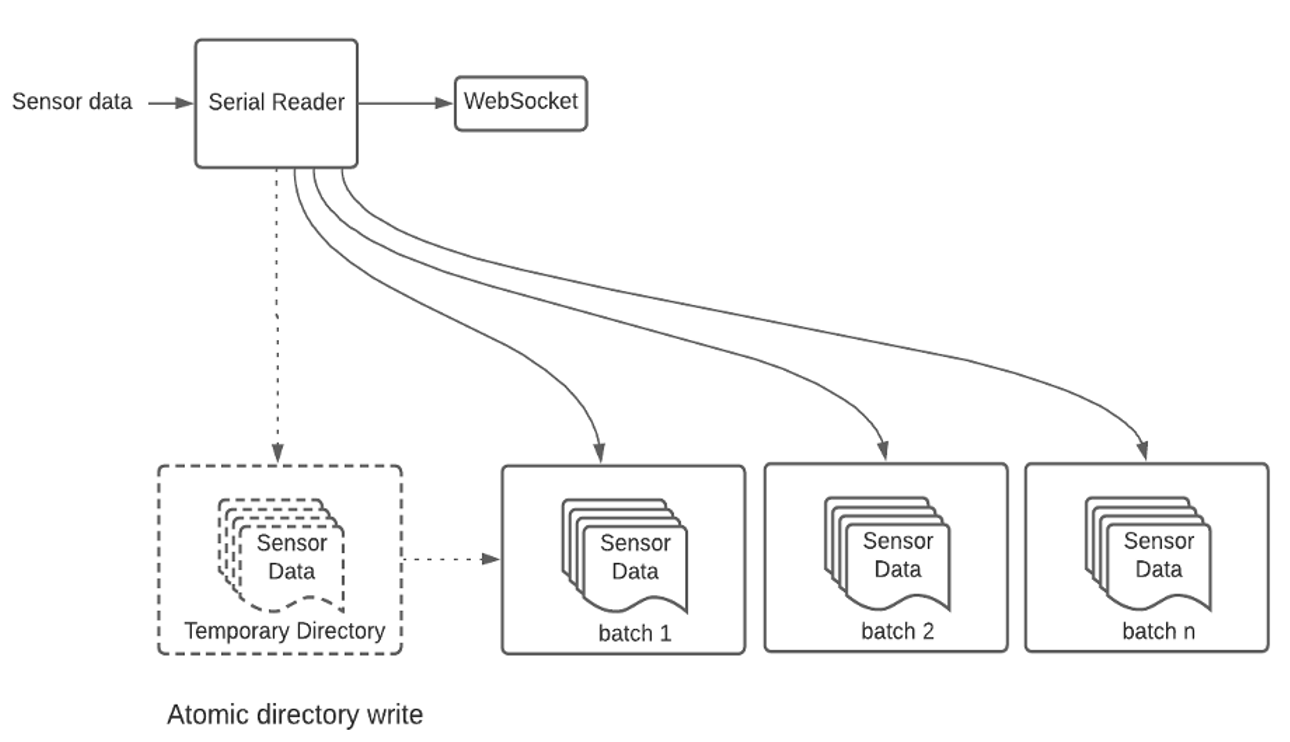 Sensor data
Serial Reader
WebSocket
Sensor
Data
Temporary Directory
Sensor
Data
batch 1
Sensor
Data
batch 2
Sensor
Data
batch n
Atomic directory write